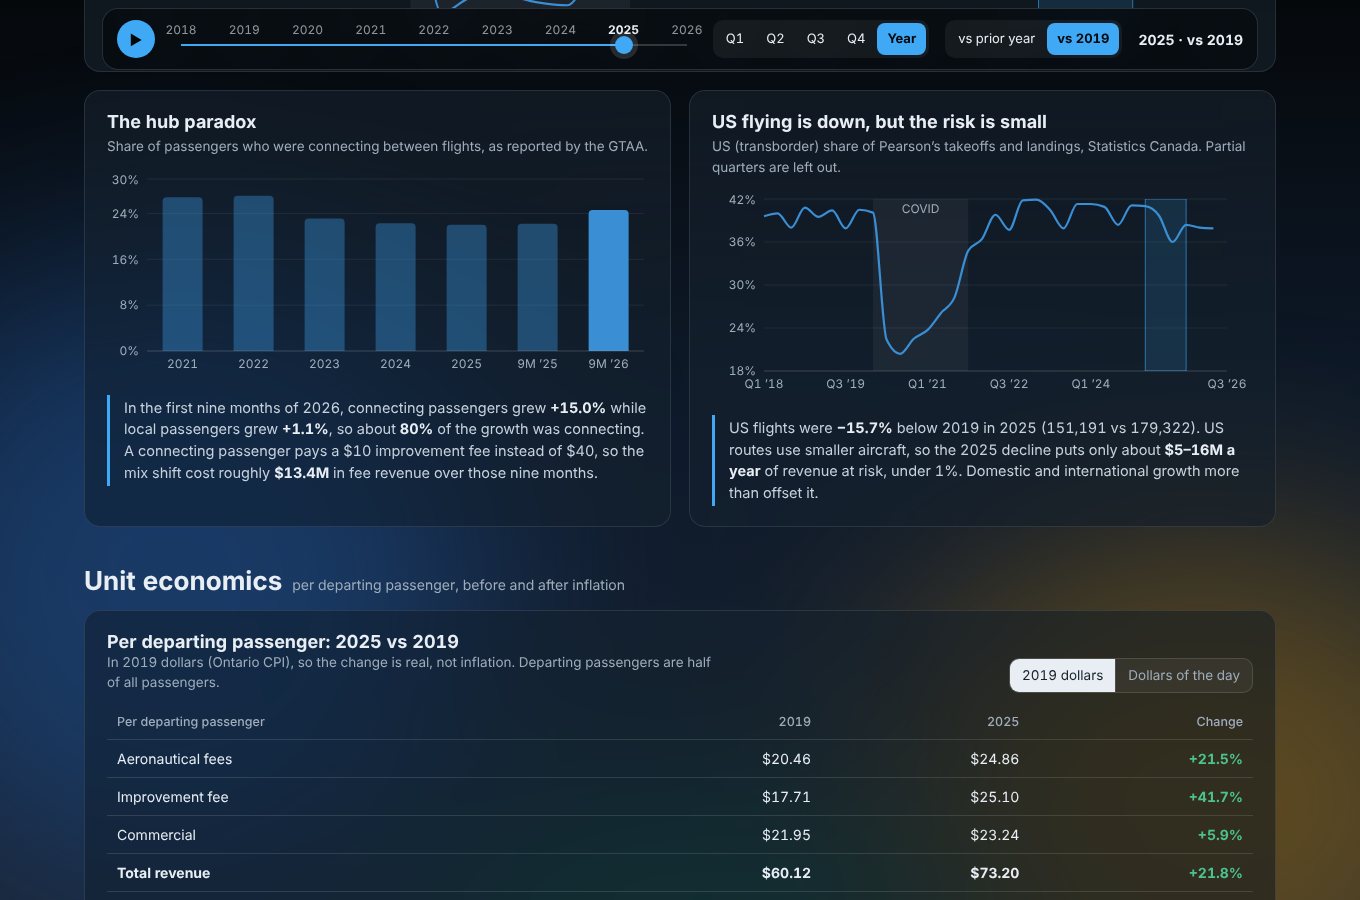 2018 2019 2020 2021 2022 2023 2024 2025 2026
Q1 Q2 Q3 Q4 Year
vs prior year vs 2019
2025 · vs 2019
The hub paradox
Share of passengers who were connecting between flights, as reported by the GTAA.
30%
24%
16%
8%
0%
2021 2022 2023 2024 2025 9M ’25 9M ’26
In the first nine months of 2026, connecting passengers grew +15.0% while
local passengers grew +1.1%, so about 80% of the growth was connecting.
A connecting passenger pays a $10 improvement fee instead of $40, so the
mix shift cost roughly $13.4M in fee revenue over those nine months.
US flying is down, but the risk is small
US (transborder) share of Pearson’s takeoffs and landings, Statistics Canada. Partial
quarters are left out.
42%
COVID
36%
30%
24%
18%
Q1 ’18 Q3 ’19 Q1 ’21 Q3 ’22 Q1 ’24 Q3 ’26
US flights were −15.7% below 2019 in 2025 (151,191 vs 179,322). US
routes use smaller aircraft, so the 2025 decline puts only about $5–16M a
year of revenue at risk, under 1%. Domestic and international growth more
than offset it.
Unit economics per departing passenger, before and after inflation
Per departing passenger: 2025 vs 2019
In 2019 dollars (Ontario CPI), so the change is real, not inflation. Departing passengers are half
of all passengers.
2019 dollars Dollars of the day
Per departing passenger 2019 2025 Change
Aeronautical fees $20.46 $24.86 +21.5%
Improvement fee $17.71 $25.10 +41.7%
Commercial $21.95 $23.24 +5.9%
Total revenue $60.12 $73.20 +21.8%